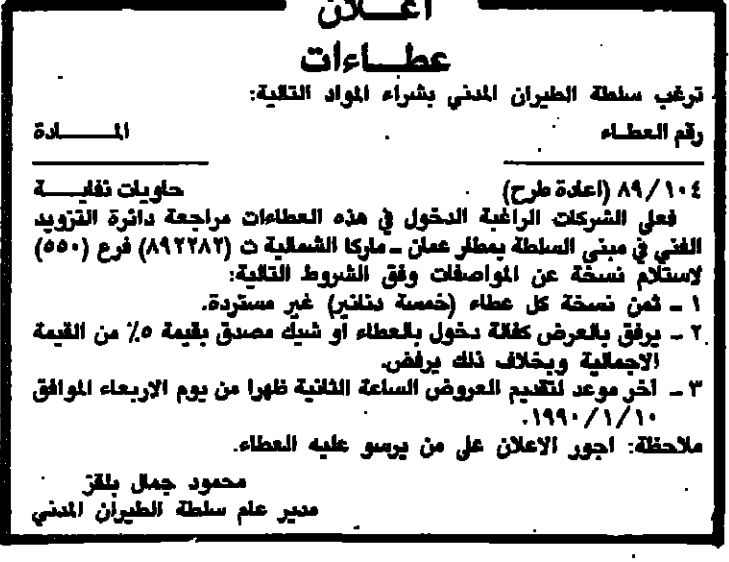 اعـــلان
عطـــاءات
ترغب سلطة الطيران المدني بشراء المواد التالية:
رقم العطـاء المـــــادة
٨٩/١٠٤ (اعادة طرح) حاويات نفايـــة
فعلى الشركات الراغبة الدخول في هذه العطاءات مراجعة دائرة التزويد
الفني في مبنى السلطة بمطار عمان ـ ماركا الشمالية ت (٨٩٢٢٨٢) فرع (٥٥٠)
لاستلام نسخة عن المواصفات وفق الشروط التالية:
١ ـ ثمن نسخة كل عطاء (خمسة دنانير) غير مستردة.
٢ ـ يرفق بالعرض كفالة دخول بالعطاء او شيك مصدق بقيمة ٥٪ من القيمة
الاجمالية وبخلاف ذلك يرفض.
٣ ـ آخر موعد لتقديم العروض الساعة الثانية ظهرا من يوم الاربعاء الموافق
١٩٩٠/١/١٠.
ملاحظة: اجور الاعلان على من يرسو عليه العطاء.
محمود جمال بلقز
مدير عام سلطة الطيران المدني